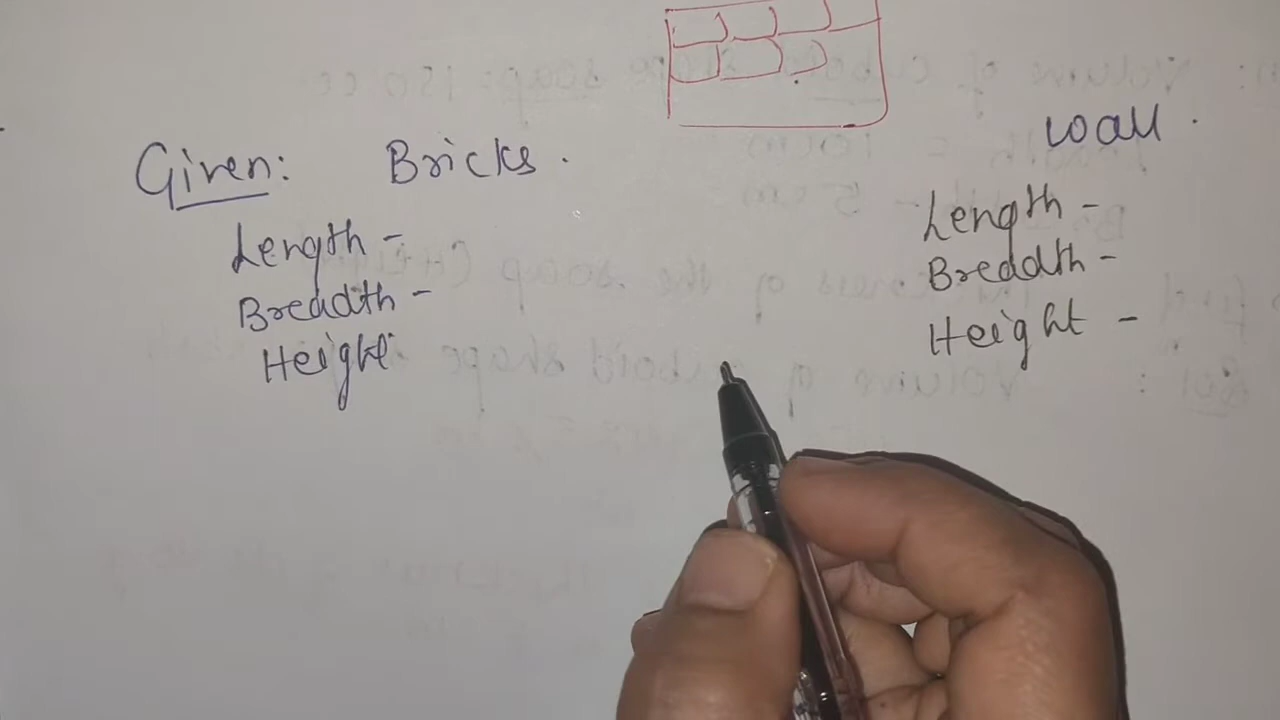 Given: Bricks. wall.
Length - Length -
Breadth - Breadth -
Height Height -